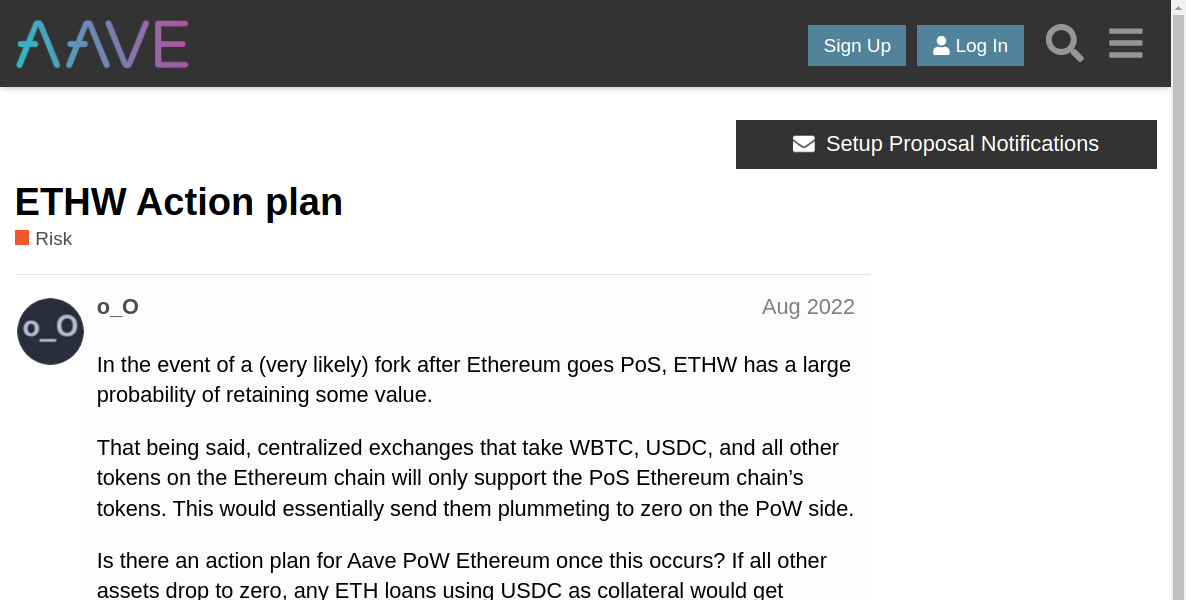 AAVE
Sign Up
Log In
Setup Proposal Notifications
ETHW Action plan
Risk
o_O
o_O
Aug 2022
In the event of a (very likely) fork after Ethereum goes PoS, ETHW has a large
probability of retaining some value.
That being said, centralized exchanges that take WBTC, USDC, and all other
tokens on the Ethereum chain will only support the PoS Ethereum chain’s
tokens. This would essentially send them plummeting to zero on the PoW side.
Is there an action plan for Aave PoW Ethereum once this occurs? If all other
assets drop to zero, any ETH loans using USDC as collateral would get